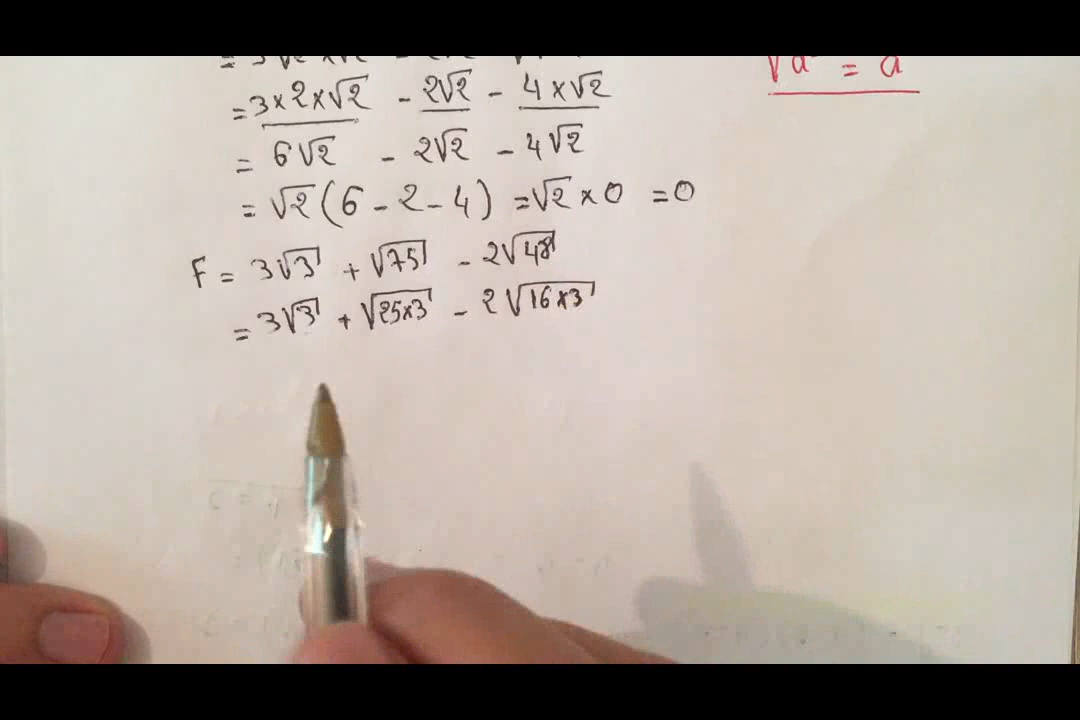 √a² = a
= 3×2×√2 - 2√2 - 4×√2
= 6√2 - 2√2 - 4√2
= √2(6-2-4) = √2×0 = 0
F = 3√3 + √75 - 2√48
= 3√3 + √25×3 - 2√16×3